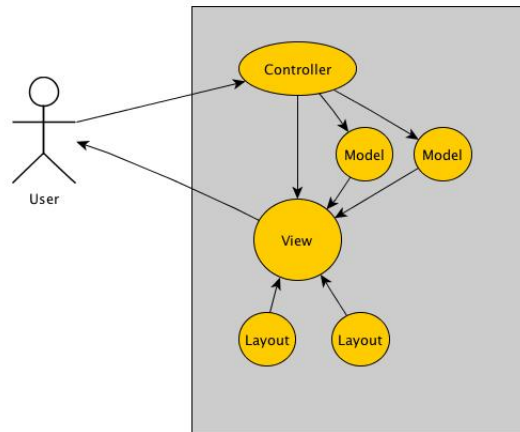 Controller
Model
Model
User
View
Layout
Layout